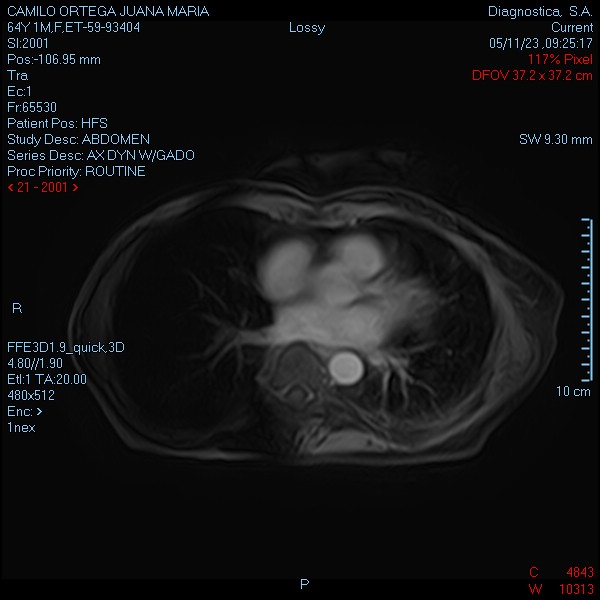 CAMILO ORTEGA JUANA MARIA
64Y 1M,F,ET-59-93404
Sl:2001
Pos:-106.95 mm
Tra
Ec:1
Fr:65530
Patient Pos: HFS
Study Desc: ABDOMEN
Series Desc: AX DYN W/GADO
Proc Priority: ROUTINE
< 21 - 2001 >
Lossy
Diagnostica, S.A.
Current
05/11/23 ,09:25:17
117% Pixel
DFOV 37.2 x 37.2 cm
SW 9.30 mm
R
10 cm
FFE3D1.9_quick,3D
4.80//1.90
Etl:1 TA:20.00
480x512
Enc: >
1nex
P
C 4843
W 10313